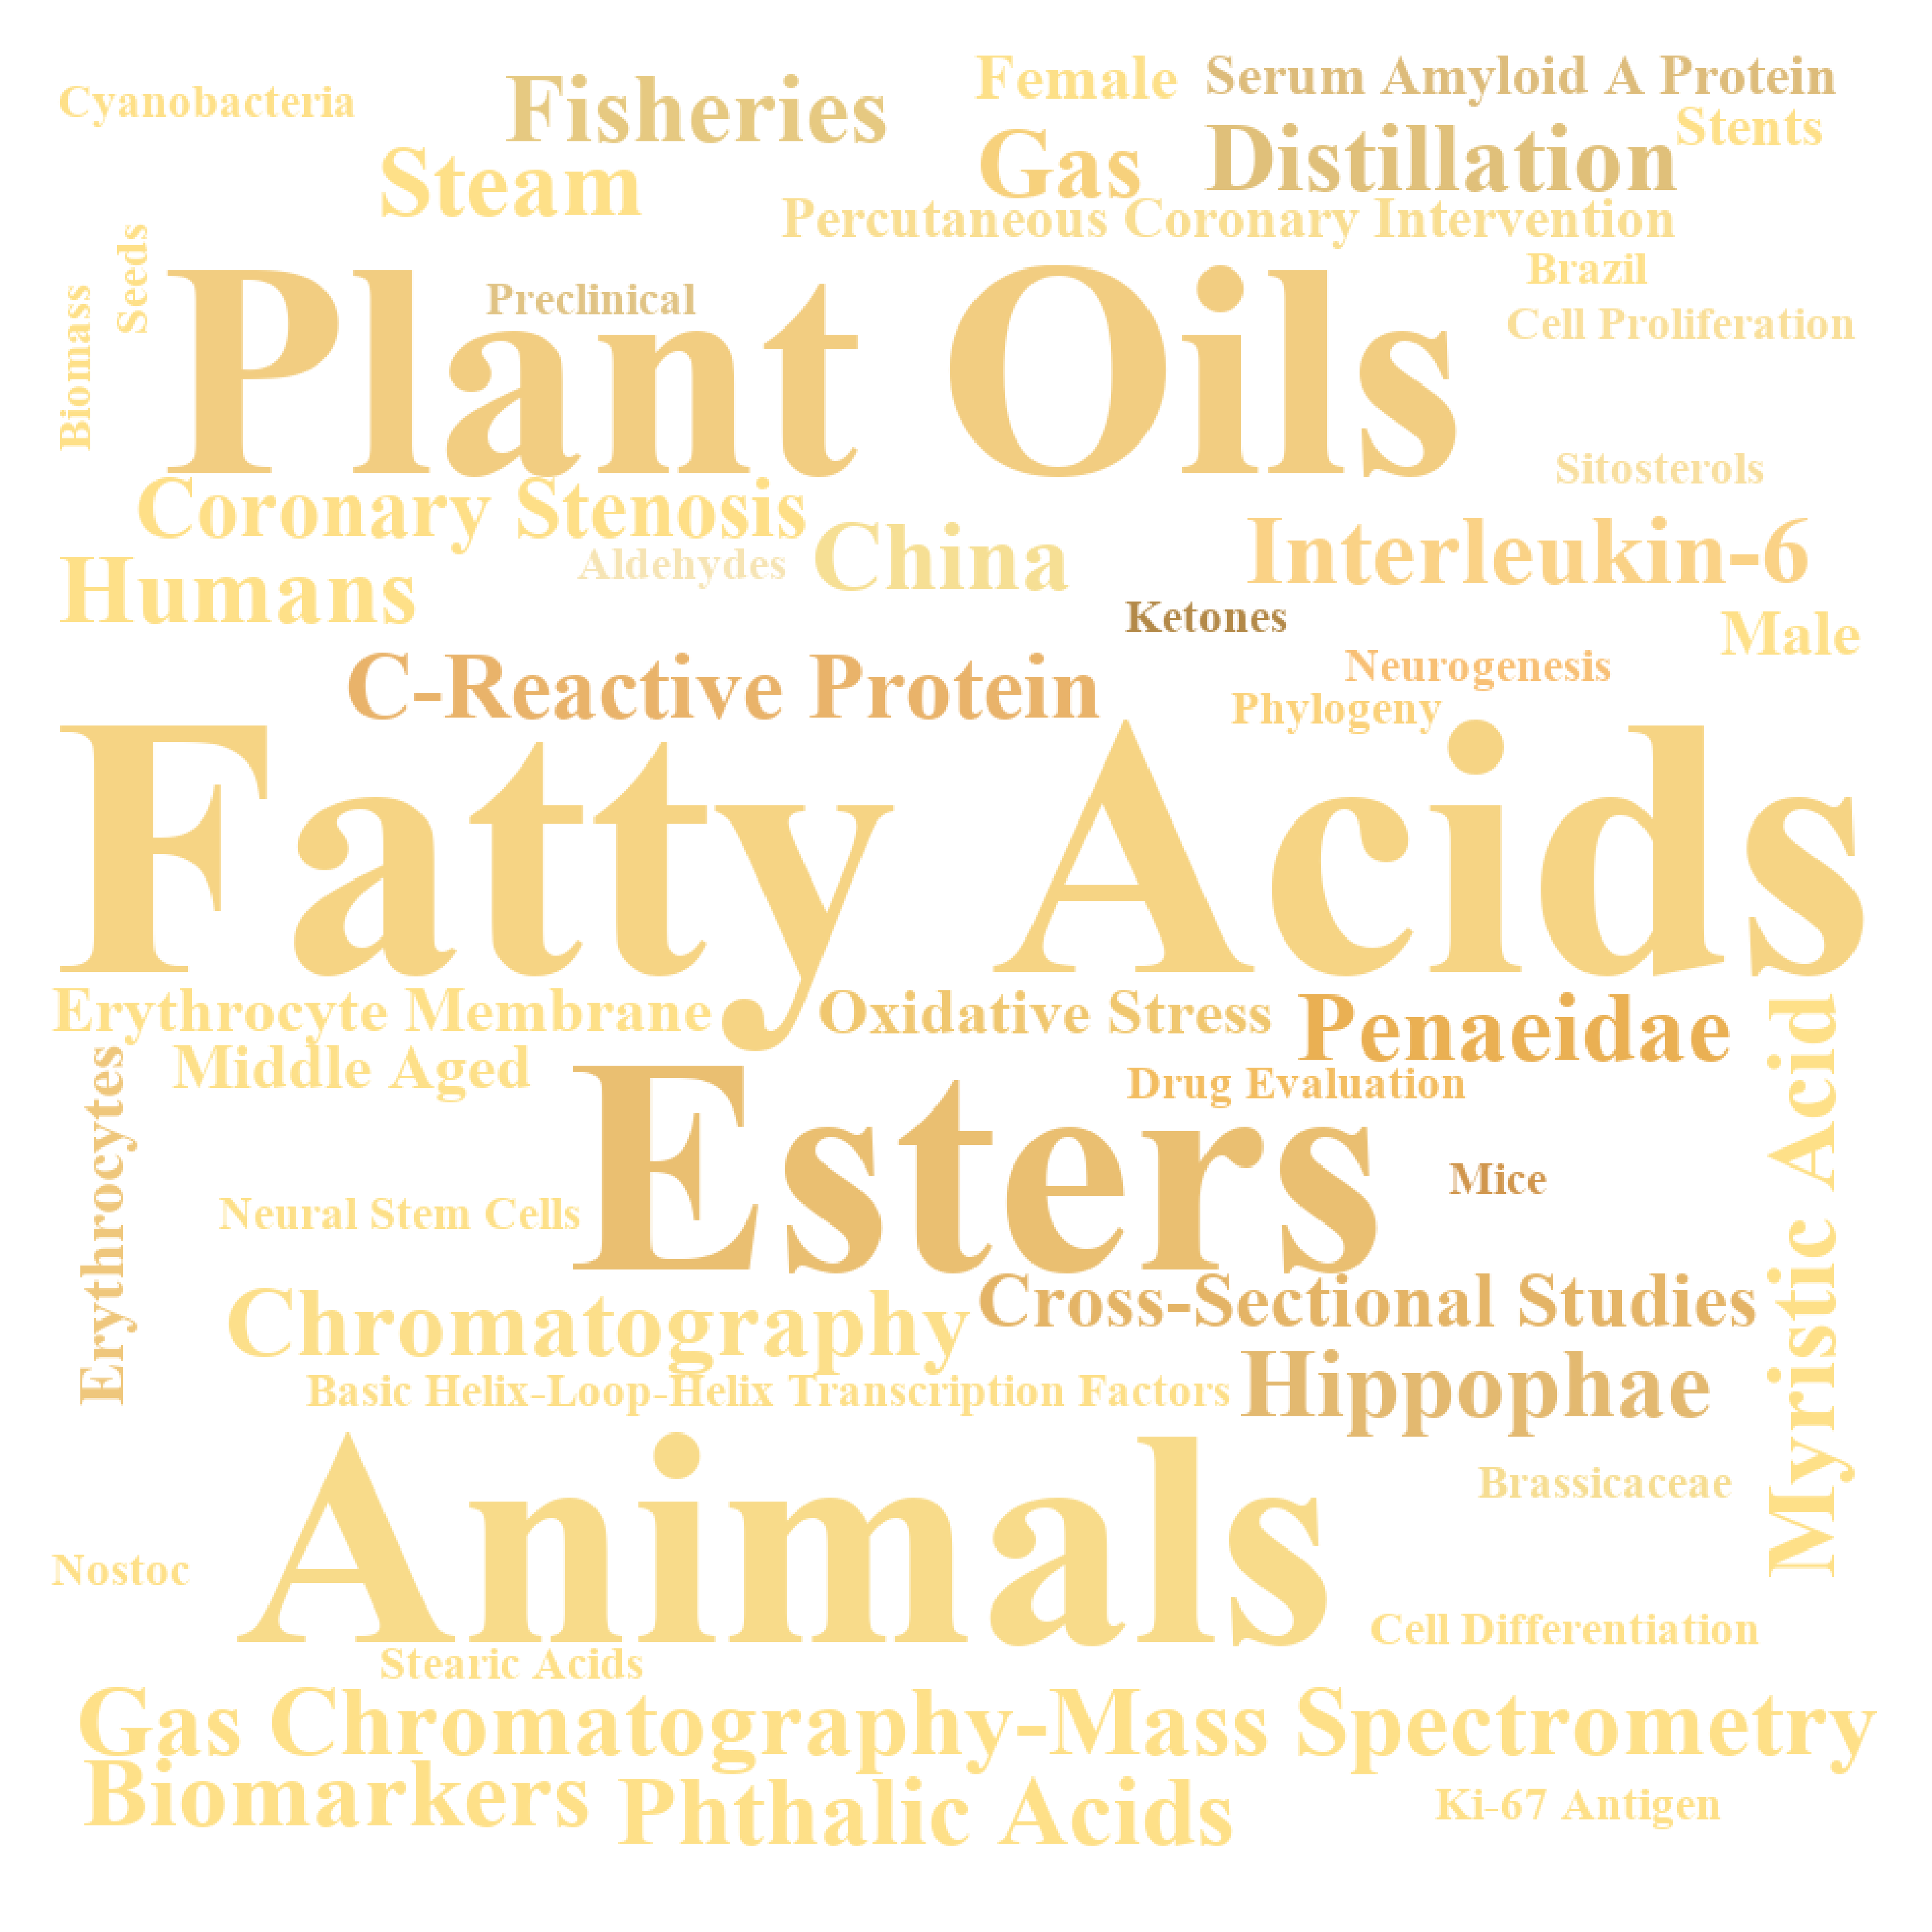 Female
Serum Amyloid A Protein
Cyanobacteria
Fisheries
Stents
Steam
Gas
Distillation
Percutaneous Coronary Intervention
Seeds
Biomass
Preclinical
Brazil
Plant Oils
Cell Proliferation
Sitosterols
Coronary Stenosis
China
Interleukin-6
Humans
Aldehydes
Ketones
Male
C-Reactive Protein
Neurogenesis
Phylogeny
Fatty Acids
Erythrocyte Membrane
Oxidative Stress
Penaeidae
Myristic Acid
Middle Aged
Drug Evaluation
Erythrocytes
Esters
Mice
Neural Stem Cells
Chromatography
Cross-Sectional Studies
Basic Helix-Loop-Helix Transcription Factors
Hippophae
Brassicaceae
Animals
Nostoc
Cell Differentiation
Stearic Acids
Gas Chromatography-Mass Spectrometry
Biomarkers
Phthalic Acids
Ki-67 Antigen